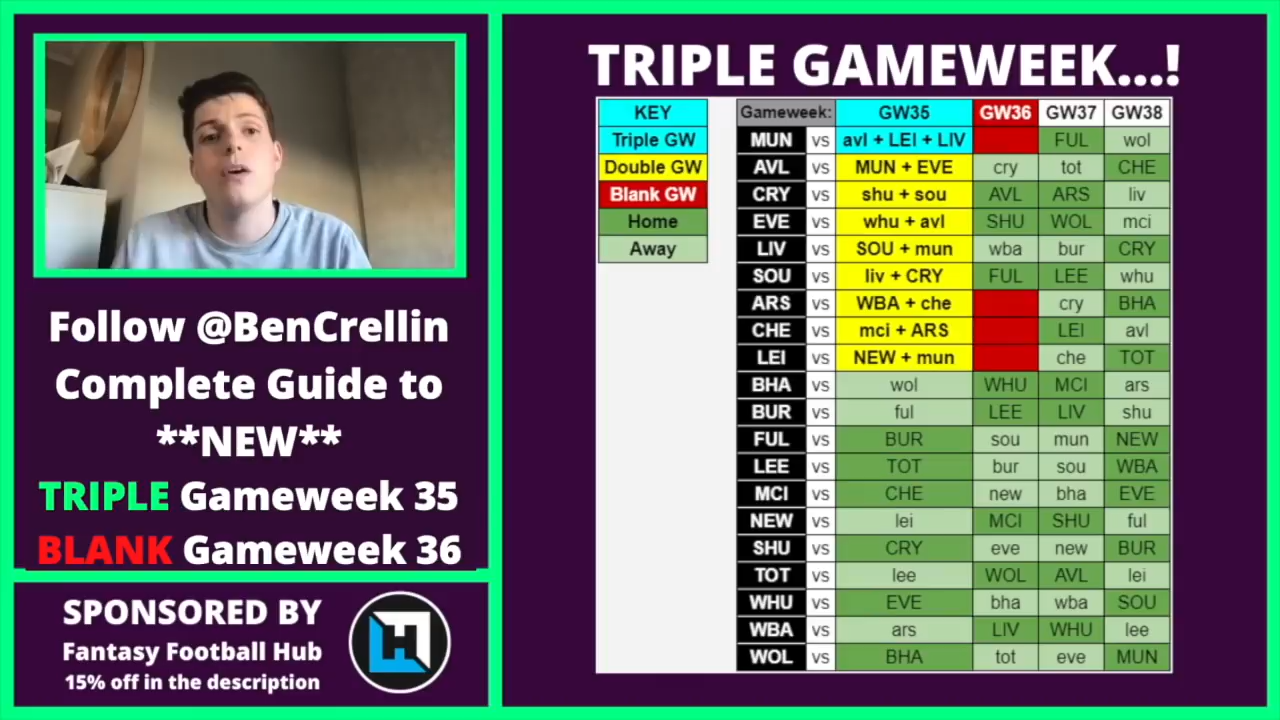 Follow @BenCrellin
Complete Guide to
**NEW**
TRIPLE Gameweek 35
BLANK Gameweek 36
SPONSORED BY
Fantasy Football Hub
15% off in the description
TRIPLE GAMEWEEK...!
KEY
Triple GW
Double GW
Blank GW
Home
Away
Gameweek: GW35 GW36 GW37 GW38
MUN vs avl + LEI + LIV FUL wol
AVL vs MUN + EVE cry tot CHE
CRY vs shu + sou AVL ARS liv
EVE vs whu + avl SHU WOL mci
LIV vs SOU + mun wba bur CRY
SOU vs liv + CRY FUL LEE whu
ARS vs WBA + che cry BHA
CHE vs mci + ARS LEI avl
LEI vs NEW + mun che TOT
BHA vs wol WHU MCI ars
BUR vs ful LEE LIV shu
FUL vs BUR sou mun NEW
LEE vs TOT bur sou WBA
MCI vs CHE new bha EVE
NEW vs lei MCI SHU ful
SHU vs CRY eve new BUR
TOT vs lee WOL AVL lei
WHU vs EVE bha wba SOU
WBA vs ars LIV WHU lee
WOL vs BHA tot eve MUN